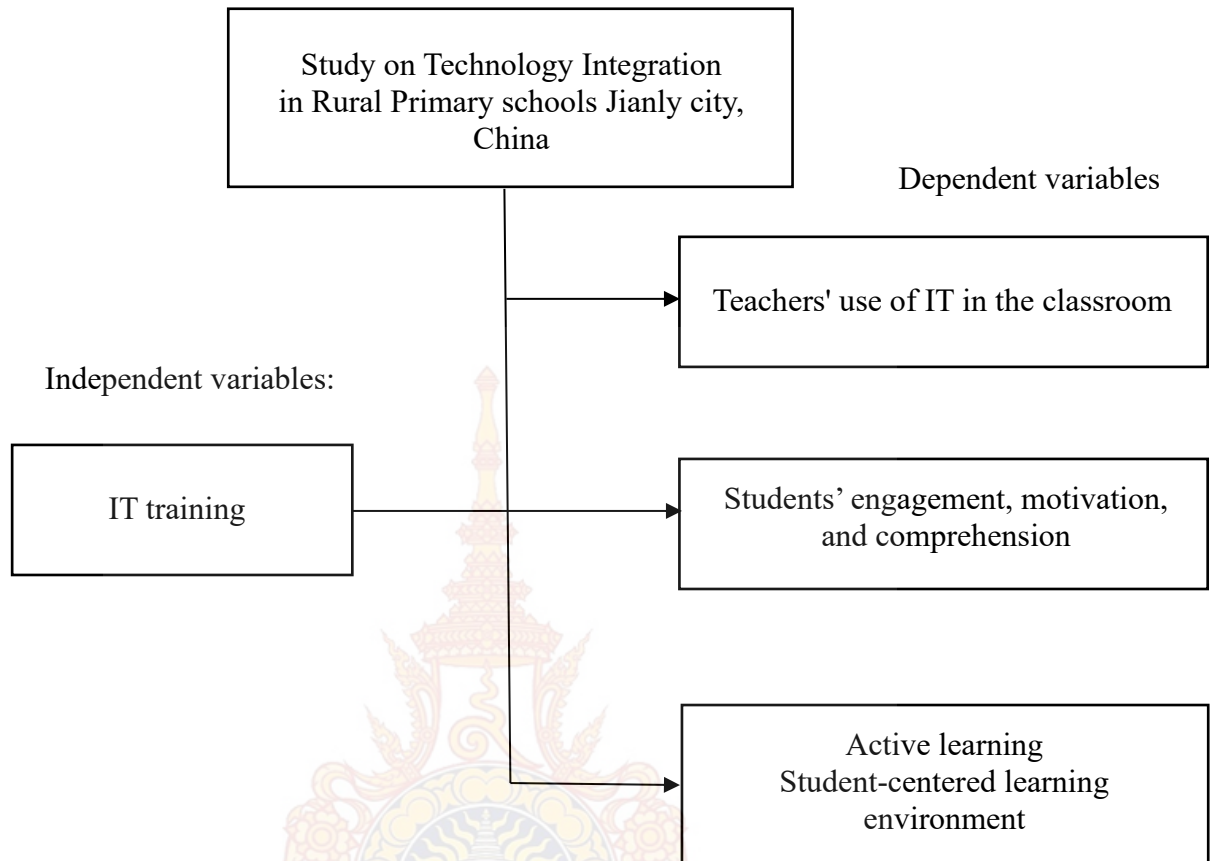 Study on Technology Integration
in Rural Primary schools Jianly city,
China
Dependent variables
Teachers' use of IT in the classroom
Independent variables:
IT training
Students’ engagement, motivation,
and comprehension
Active learning
Student-centered learning
environment